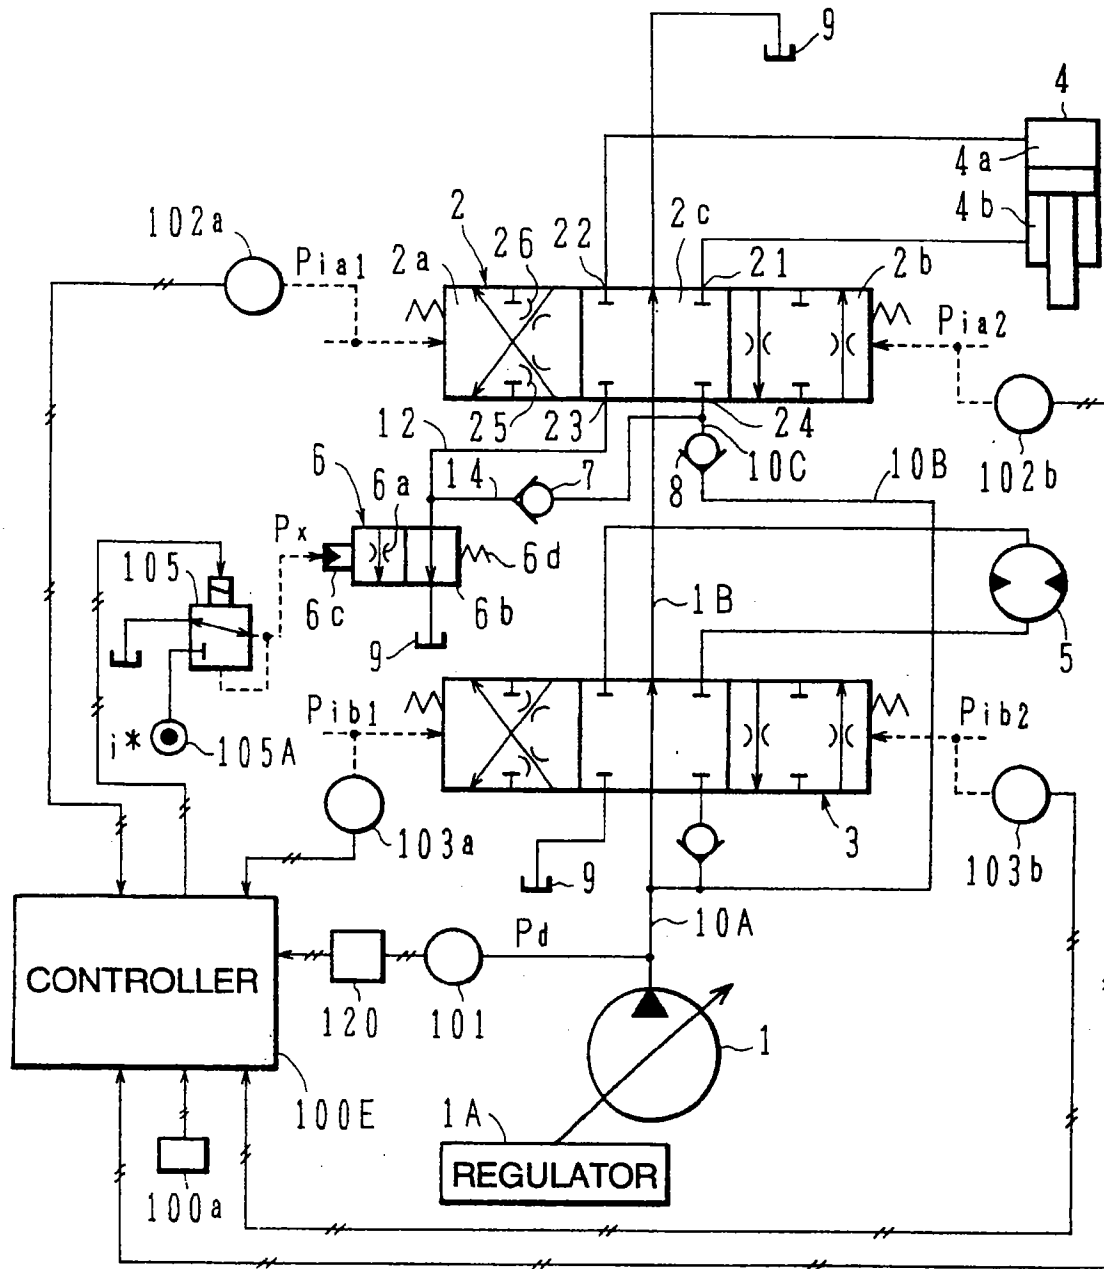 9
4
4a
2
2c
22
4b
102a
26
Pia1
2a
21
2b
Pia2
12
25
23
24
6
7
10C
10B
14
8
102b
6a
Px
105
6d
1B
6c
6b
9
5
Pib1
Pib2
i*
105A
103a
3
9
103b
10A
Pd
CONTROLLER
120
101
1
100E
1A
REGULATOR
100a